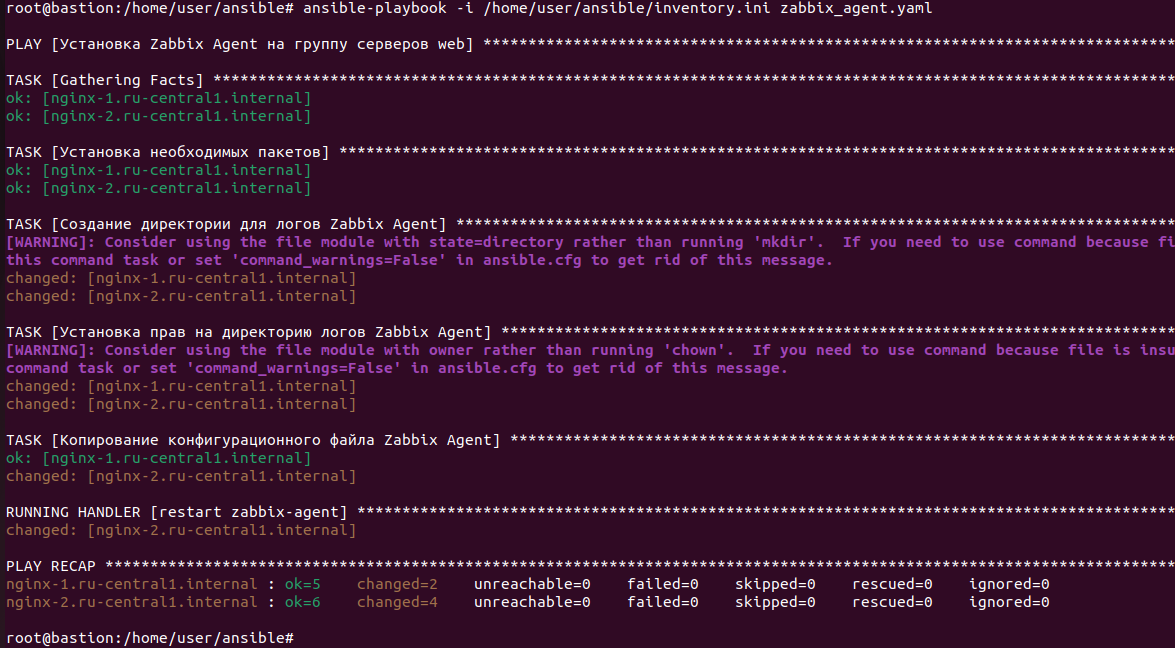 root@bastion:/home/user/ansible# ansible-playbook -i /home/user/ansible/inventory.ini zabbix_agent.yaml
PLAY [Установка Zabbix Agent на группу серверов web] *****************************************************************************
TASK [Gathering Facts] ***********************************************************************************************************
ok: [nginx-1.ru-central1.internal]
ok: [nginx-2.ru-central1.internal]
TASK [Установка необходимых пакетов] *********************************************************************************************
ok: [nginx-1.ru-central1.internal]
ok: [nginx-2.ru-central1.internal]
TASK [Создание директории для логов Zabbix Agent] ********************************************************************************
[WARNING]: Consider using the file module with state=directory rather than running 'mkdir'.  If you need to use command because fi
this command task or set 'command_warnings=False' in ansible.cfg to get rid of this message.
changed: [nginx-1.ru-central1.internal]
changed: [nginx-2.ru-central1.internal]
TASK [Установка прав на директорию логов Zabbix Agent] ***************************************************************************
[WARNING]: Consider using the file module with owner rather than running 'chown'.  If you need to use command because file is insu
command task or set 'command_warnings=False' in ansible.cfg to get rid of this message.
changed: [nginx-1.ru-central1.internal]
changed: [nginx-2.ru-central1.internal]
TASK [Копирование конфигурационного файла Zabbix Agent] **************************************************************************
ok: [nginx-1.ru-central1.internal]
changed: [nginx-2.ru-central1.internal]
RUNNING HANDLER [restart zabbix-agent] *******************************************************************************************
changed: [nginx-2.ru-central1.internal]
PLAY RECAP ***********************************************************************************************************************
nginx-1.ru-central1.internal : ok=5    changed=2    unreachable=0    failed=0    skipped=0    rescued=0    ignored=0
nginx-2.ru-central1.internal : ok=6    changed=4    unreachable=0    failed=0    skipped=0    rescued=0    ignored=0
root@bastion:/home/user/ansible#